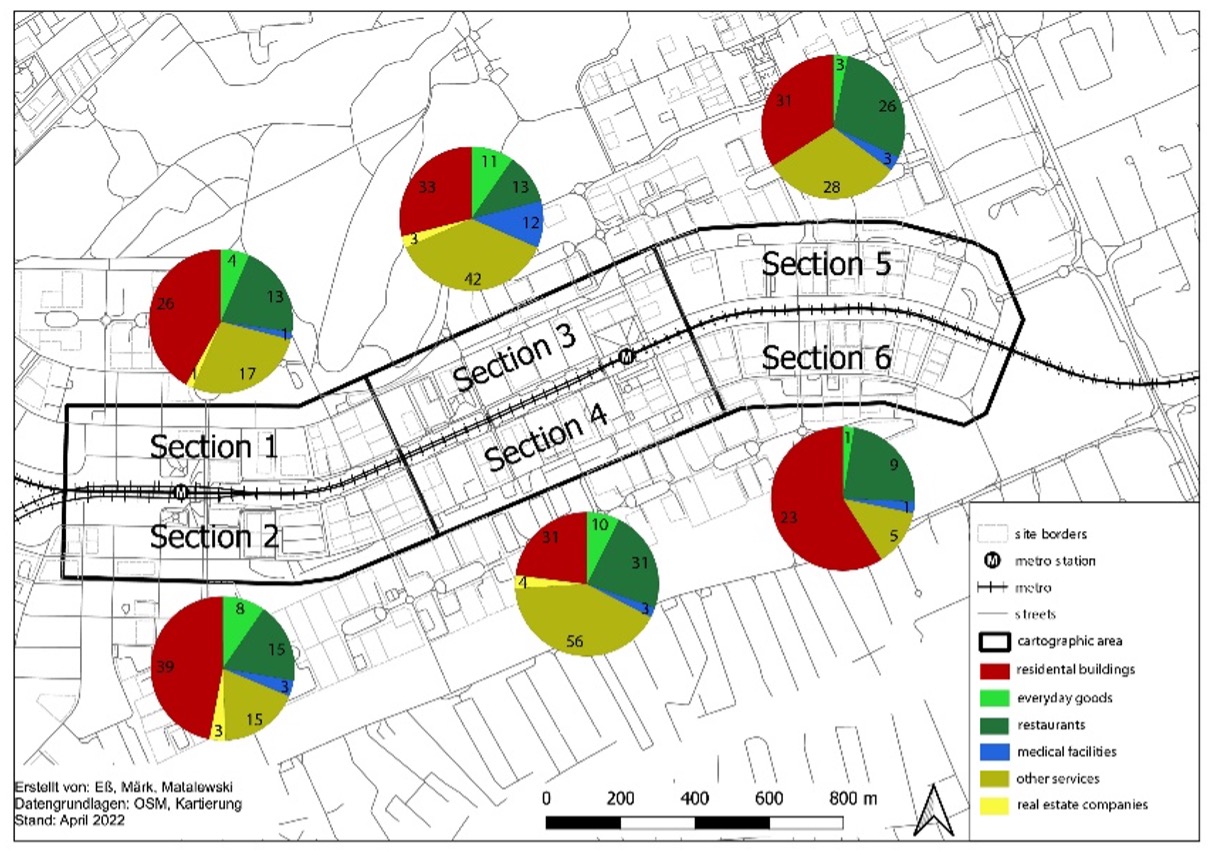 3
31
26
3
28
11
33
13
12
3
42
4
26
13
1
1
17
Section 5
Section 3
M
Section 6
Section 4
Section 1
M
Section 2
1
9
23
1
5
10
31
31
4
3
56
8
39
15
3
15
3
site borders
M metro station
metro
streets
cartographic area
residental buildings
everyday goods
restaurants
medical facilities
other services
real estate companies
Erstellt von: Eß, Märk, Matalewski
Datengrundlagen: OSM, Kartierung
Stand: April 2022
0 200 400 600 800 m